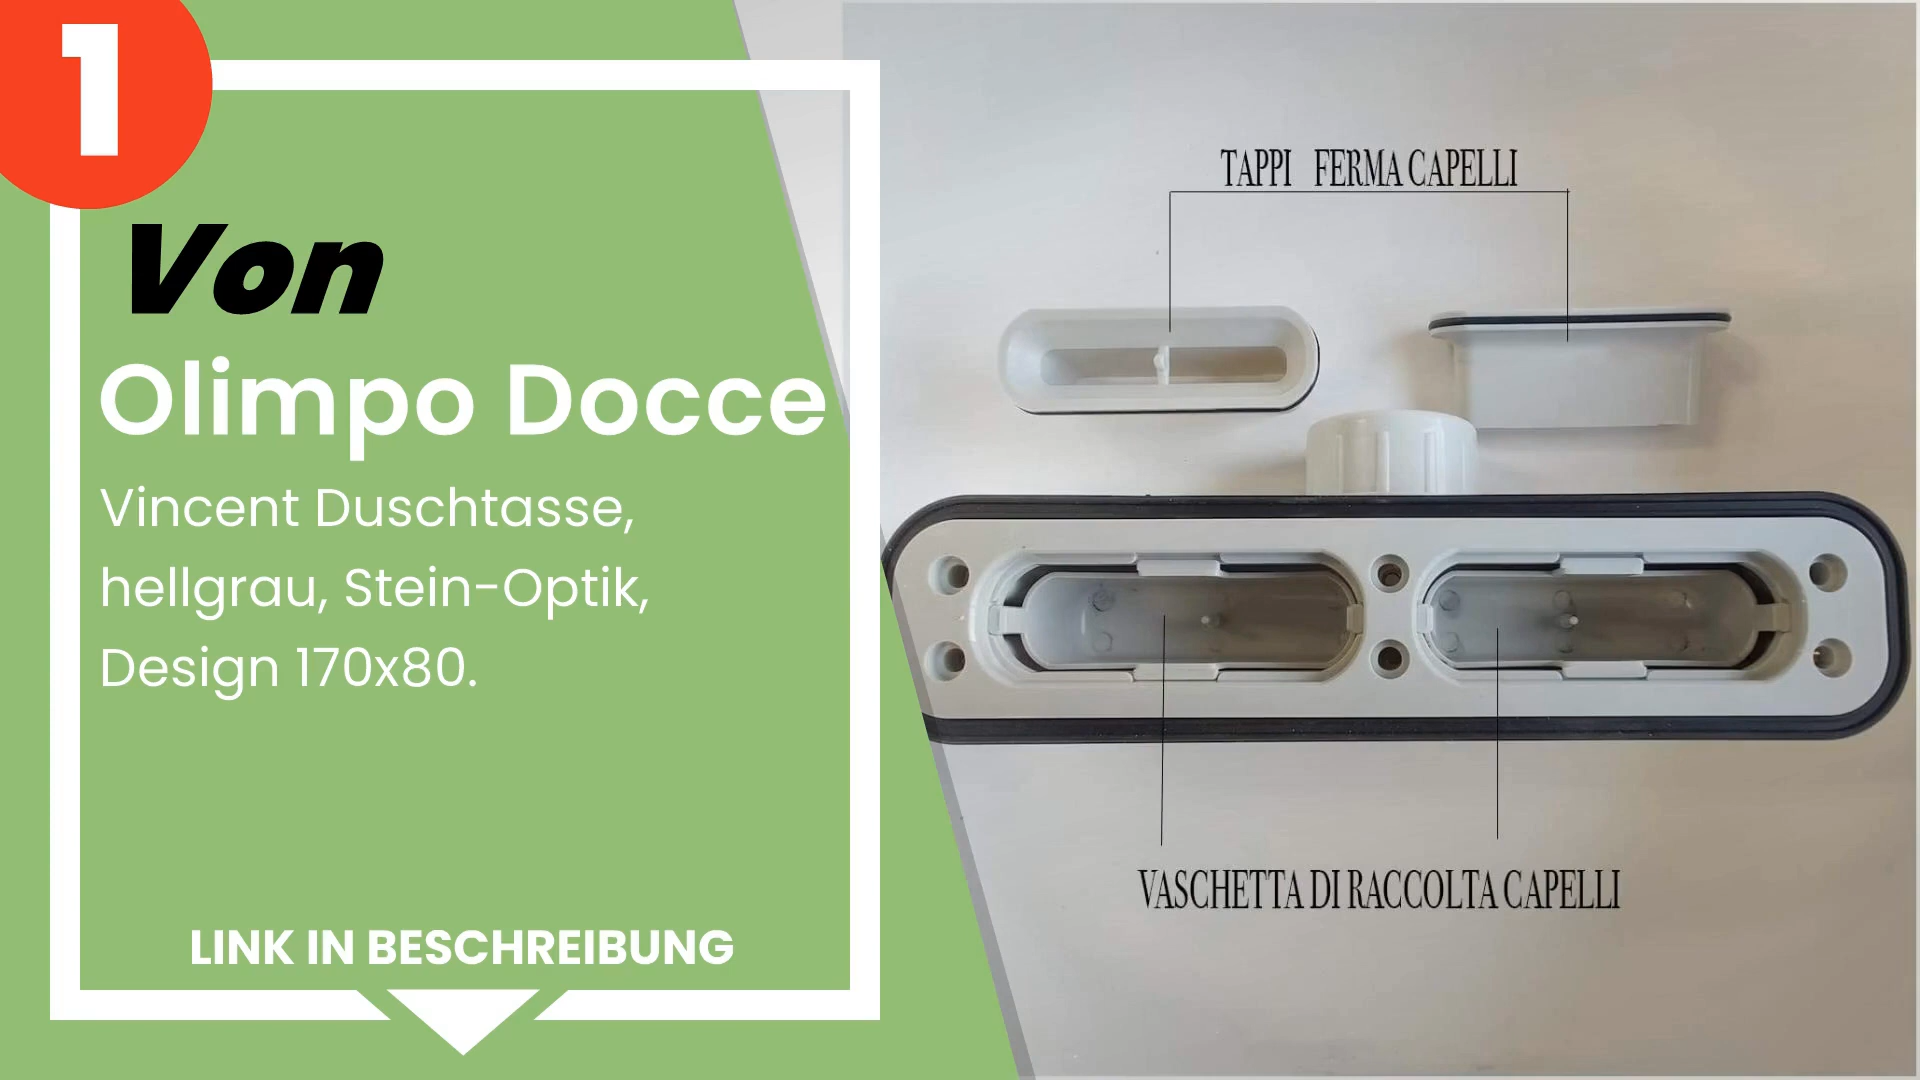 1
Von
Olimpo Docce
Vincent Duschtasse,
hellgrau, Stein-Optik,
Design 170x80.
LINK IN BESCHREIBUNG
TAPPI FERMA CAPELLI
VASCHETTA DI RACCOLTA CAPELLI